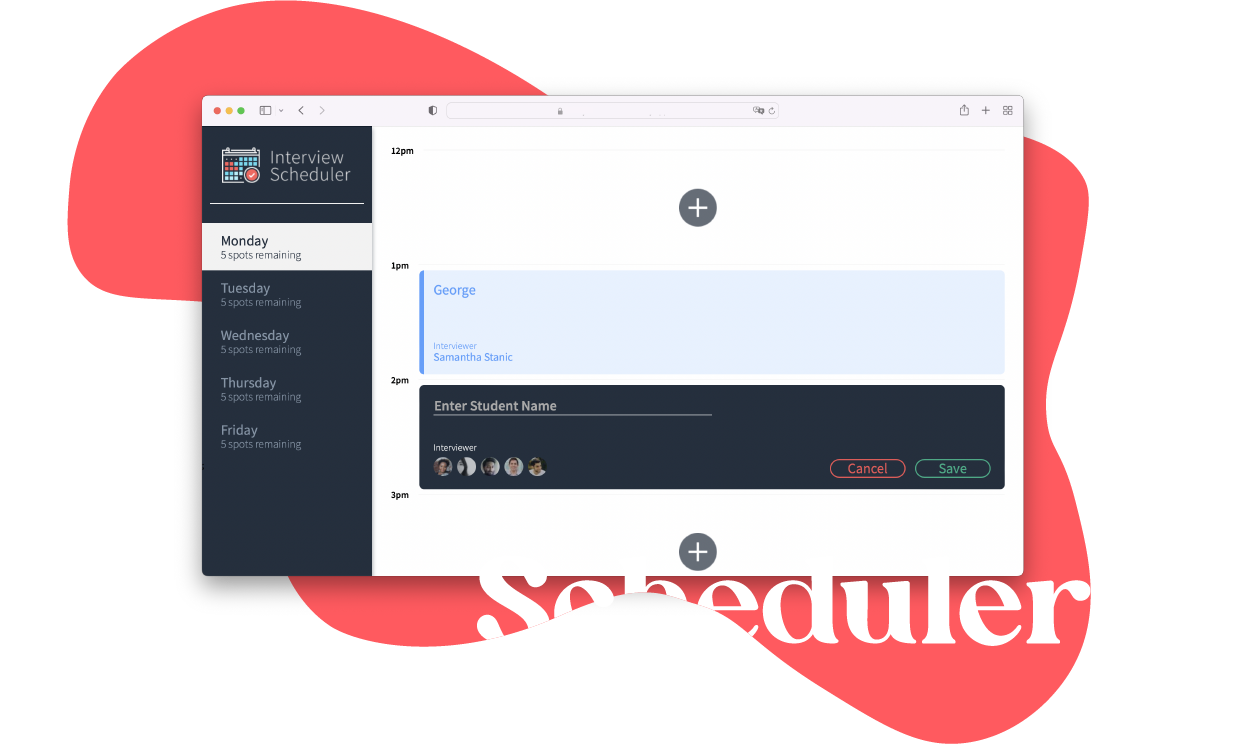 Interview
Scheduler
Monday
5 spots remaining
Tuesday
5 spots remaining
Wednesday
5 spots remaining
Thursday
5 spots remaining
Friday
5 spots remaining
12pm
1pm
George
Interviewer
Samantha Stanic
2pm
Enter Student Name
Interviewer
Cancel
Save
3pm
Scheduler